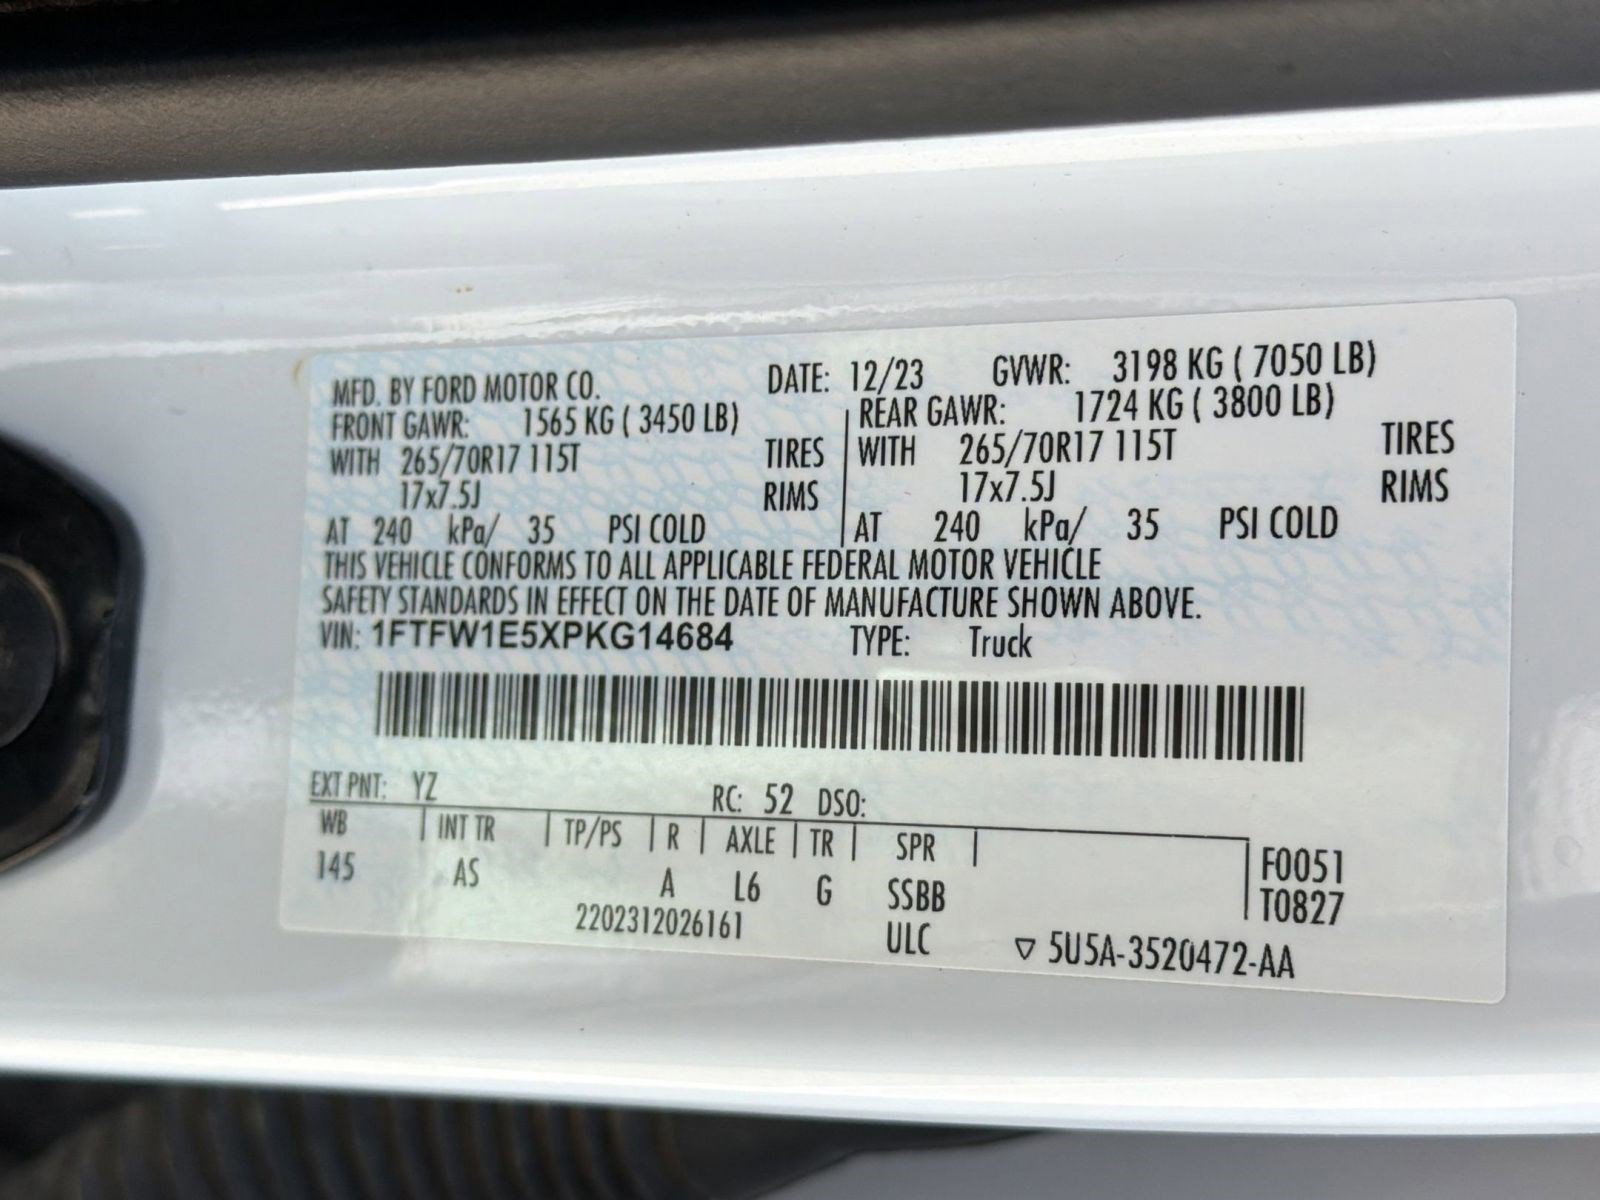 MFD. BY FORD MOTOR CO. DATE: 12/23 GVWR: 3198 KG ( 7050 LB)
FRONT GAWR: 1565 KG ( 3450 LB) REAR GAWR: 1724 KG ( 3800 LB)
WITH 265/70R17 115T TIRES WITH 265/70R17 115T TIRES
17x7.5J RIMS 17x7.5J RIMS
AT 240 kPa/ 35 PSI COLD AT 240 kPa/ 35 PSI COLD
THIS VEHICLE CONFORMS TO ALL APPLICABLE FEDERAL MOTOR VEHICLE
SAFETY STANDARDS IN EFFECT ON THE DATE OF MANUFACTURE SHOWN ABOVE.
VIN: 1FTFW1E5XPKG14684 TYPE: Truck
EXT PNT: YZ RC: 52 DSO:
WB | INT TR | TP/PS | R | AXLE | TR | SPR | F0051
145 AS A L6 G SSBB T0827
2202312026161 ULC ▽ 5U5A-3520472-AA